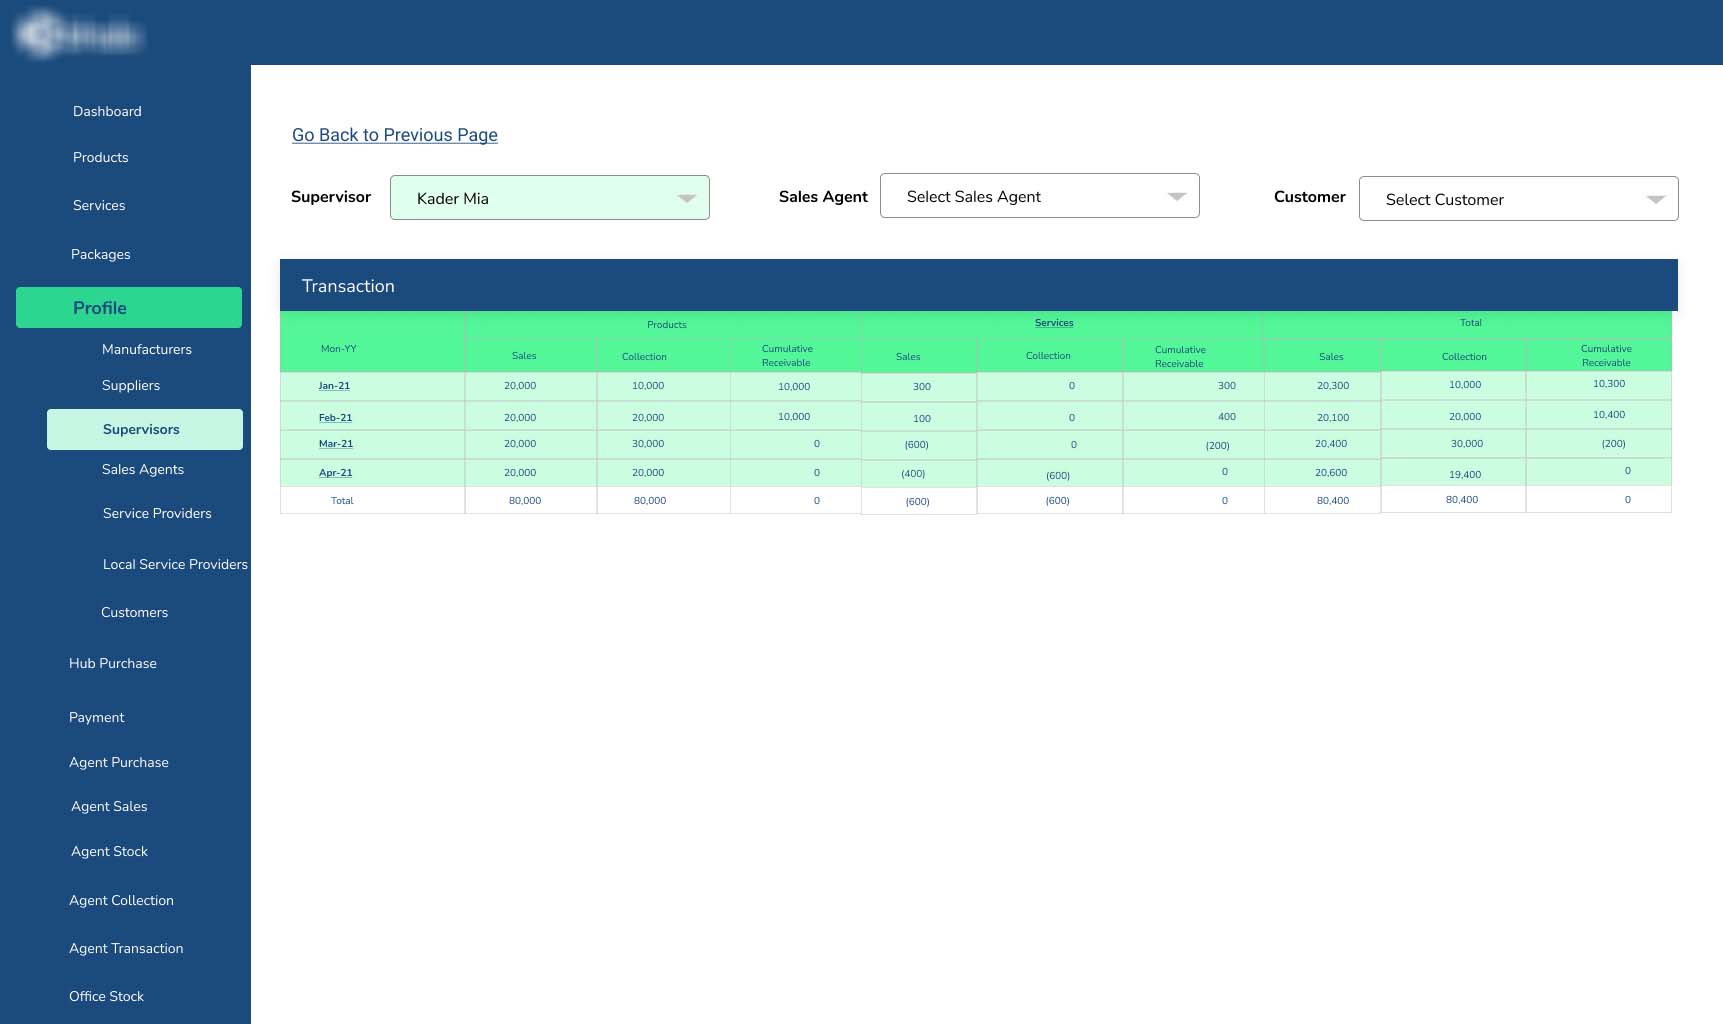 Dashboard
Products
Services
Packages
Profile
Manufacturers
Suppliers
Supervisors
Sales Agents
Service Providers
Local Service Providers
Customers
Hub Purchase
Payment
Agent Purchase
Agent Sales
Agent Stock
Agent Collection
Agent Transaction
Office Stock
Go Back to Previous Page
Supervisor Kader Mia Sales Agent Select Sales Agent Customer Select Customer
Transaction
Products Services Total
Mon-YY Sales Collection Cumulative Receivable Sales Collection Cumulative Receivable Sales Collection Cumulative Receivable
Jan-21 20,000 10,000 10,000 300 0 300 20,300 10,000 10,300
Feb-21 20,000 20,000 10,000 100 0 400 20,100 20,000 10,400
Mar-21 20,000 30,000 0 (600) 0 (200) 20,400 30,000 (200)
Apr-21 20,000 20,000 0 (400) (600) 0 20,600 19,400 0
Total 80,000 80,000 0 (600) (600) 0 80,400 80,400 0